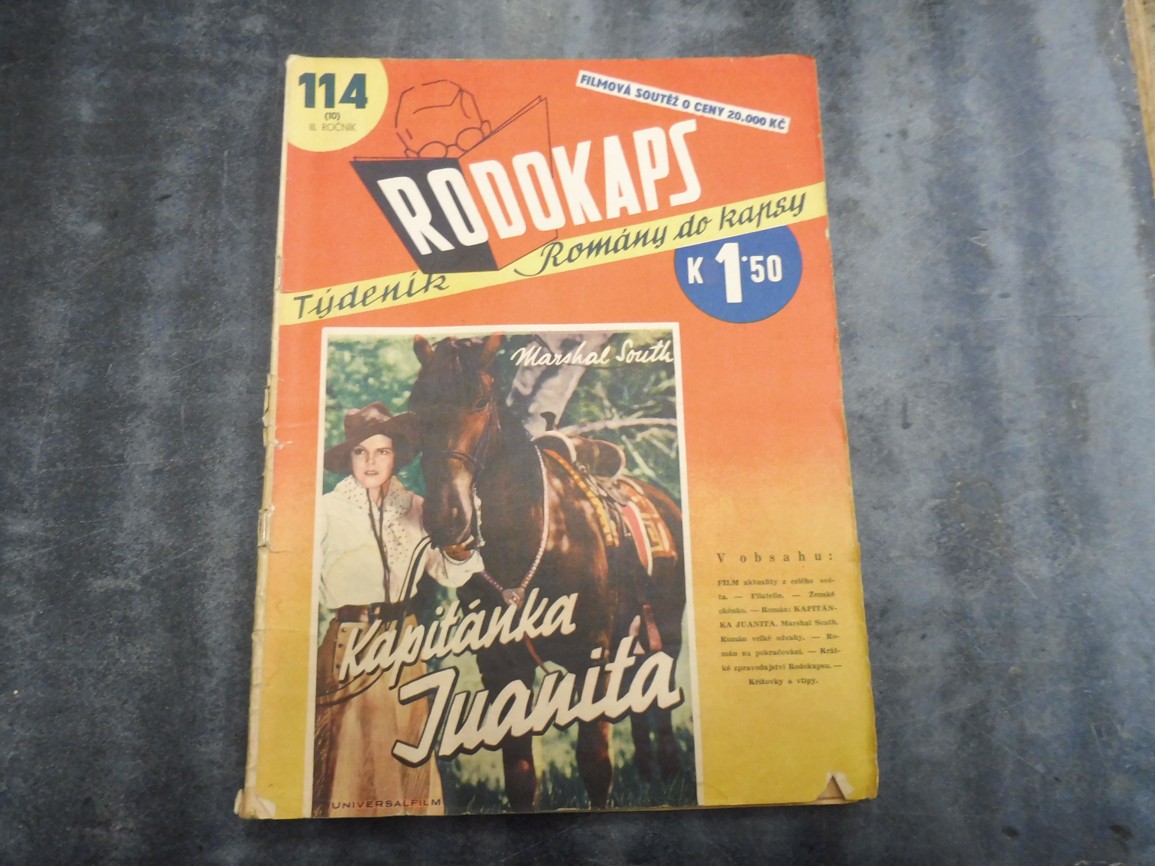 114
(10)
III. ROČNÍK
FILMOVÁ SOUTĚŽ O CENY 20.000 KČ
RODOKAPS
Týdeník Romány do kapsy
K 1·50
Marshal South
Kapitánka
Juanita
UNIVERSALFILM
V obsahu:
FILM aktuality z celého svě-
ta. — Filatelie. — Ženské
okénko. — Román: KAPITÁN-
KA JUANITA. Marshal South.
Román velké odvahy. — Ro-
mán na pokračování. — Krát-
ké zpravodajství Rodokapsu. —
Křížovky a vtipy.